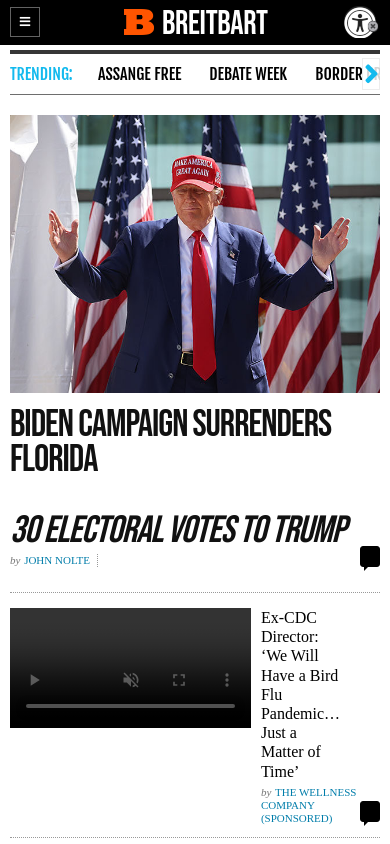 BREITBART
TRENDING:
ASSANGE FREE
DEBATE WEEK
BORDER
MAKE AMERICA
GREAT AGAIN
BIDEN CAMPAIGN SURRENDERS
FLORIDA
30 ELECTORAL VOTES TO TRUMP
by JOHN NOLTE
Ex-CDC
Director:
‘We Will
Have a Bird
Flu
Pandemic…
Just a
Matter of
Time’
by THE WELLNESS
COMPANY
(SPONSORED)